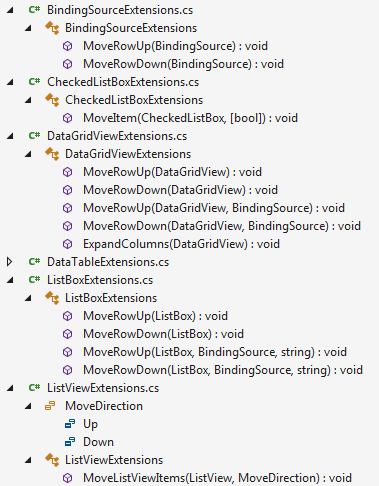 C# BindingSourceExtensions.cs
BindingSourceExtensions
MoveRowUp(BindingSource) : void
MoveRowDown(BindingSource) : void
C# CheckedListBoxExtensions.cs
CheckedListBoxExtensions
MoveItem(CheckedListBox, [bool]) : void
C# DataGridViewExtensions.cs
DataGridViewExtensions
MoveRowUp(DataGridView) : void
MoveRowDown(DataGridView) : void
MoveRowUp(DataGridView, BindingSource) : void
MoveRowDown(DataGridView, BindingSource) : void
ExpandColumns(DataGridView) : void
C# DataTableExtensions.cs
C# ListBoxExtensions.cs
ListBoxExtensions
MoveRowUp(ListBox) : void
MoveRowDown(ListBox) : void
MoveRowUp(ListBox, BindingSource, string) : void
MoveRowDown(ListBox, BindingSource, string) : void
C# ListViewExtensions.cs
MoveDirection
Up
Down
ListViewExtensions
MoveListViewItems(ListView, MoveDirection) : void